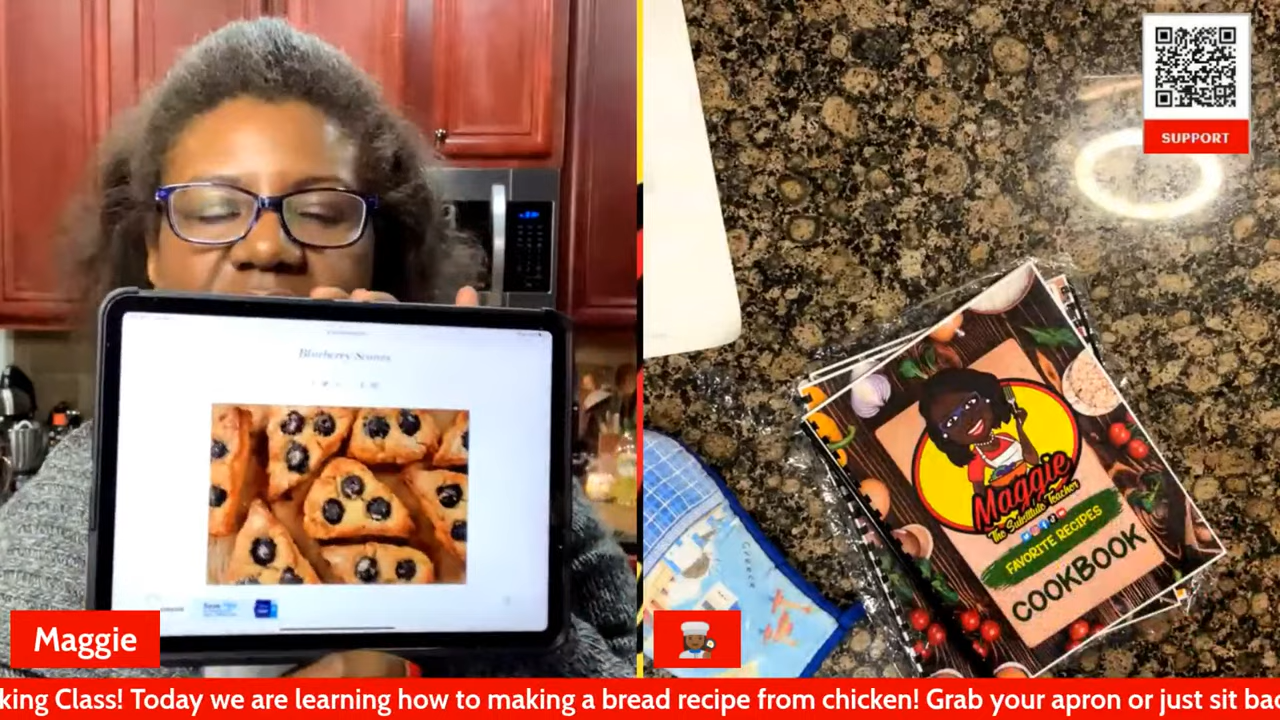 Blueberry Scones
SUPPORT
Maggie
The Substitute Teacher
FAVORITE RECIPES
COOKBOOK
Maggie
king Class! Today we are learning how to making a bread recipe from chicken! Grab your apron or just sit bac